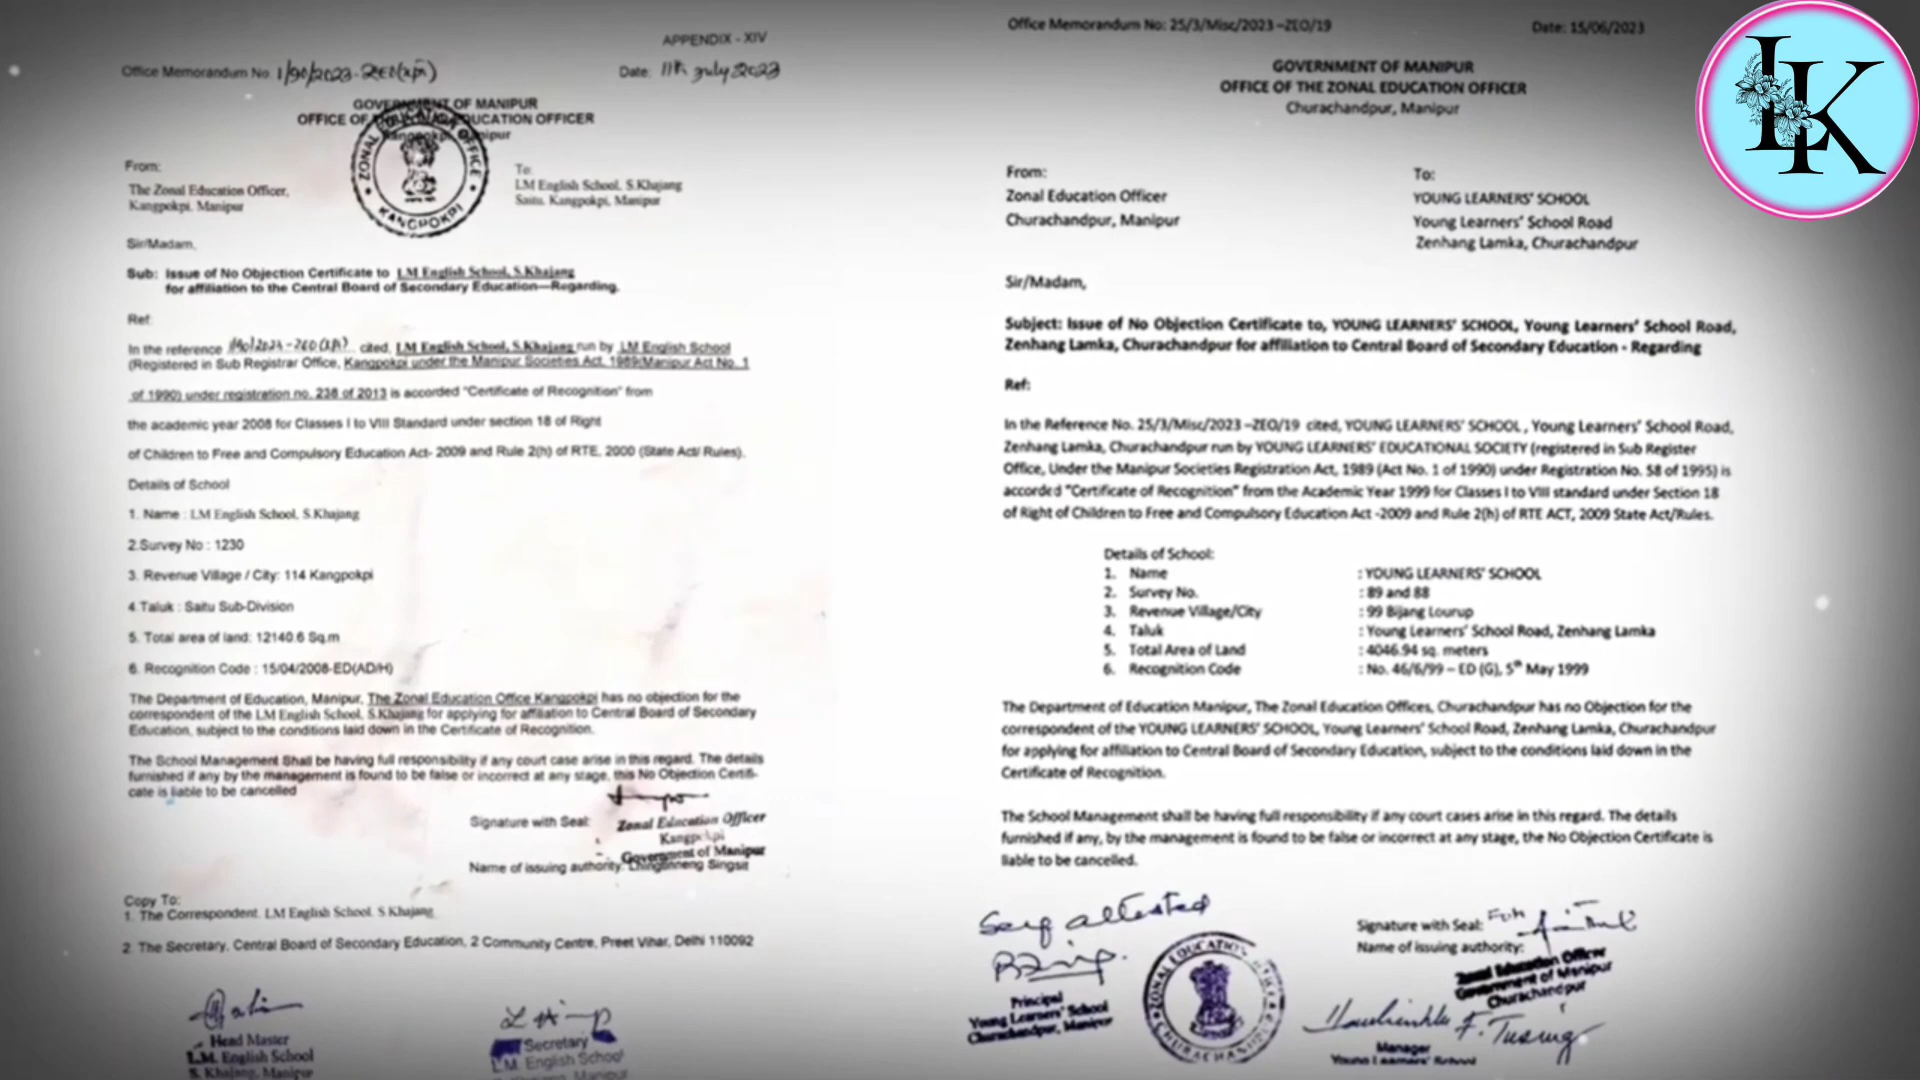 APPENDIX - XIV
Office Memorandum No. 1/90/2023-ZEO(kpi) Date: 11th July 2023
GOVERNMENT OF MANIPUR
OFFICE OF EDUCATION OFFICER
Kangpokpi, Manipur
ZONAL EDUCATION OFFICE
KANGPOKPI
From:
The Zonal Education Officer,
Kangpokpi, Manipur
To:
LM English School, S.Khajang
Saitu, Kangpokpi, Manipur
Sir/Madam,
Sub: Issue of No Objection Certificate to LM English School, S.Khajang
for affiliation to the Central Board of Secondary Education—Regarding.
Ref:
In the reference cited, LM English School, S.Khajang run by LM English School
(Registered in Sub Registrar Office, Kangpokpi under the Manipur Societies Act, 1989(Manipur Act No. 1
of 1990) under registration no. 238 of 2013 is accorded "Certificate of Recognition" from
the academic year 2008 for Classes I to VIII Standard under section 18 of Right
of Children to Free and Compulsory Education Act- 2009 and Rule 2(h) of RTE, 2000 (State Act/ Rules).
Details of School
1. Name : LM English School, S.Khajang
2.Survey No : 1230
3. Revenue Village / City: 114 Kangpokpi
4.Taluk : Saitu Sub-Division
5. Total area of land: 12140.6 Sq.m
6. Recognition Code : 15/04/2008-ED(AD/H)
The Department of Education, Manipur, The Zonal Education Office Kangpokpi has no objection for the
correspondent of the LM English School, S.Khajang for applying for affiliation to Central Board of Secondary
Education, subject to the conditions laid down in the Certificate of Recognition.
The School Management Shall be having full responsibility if any court case arise in this regard. The details
furnished if any by the management is found to be false or incorrect at any stage, this No Objection Certifi-
cate is liable to be cancelled
Signature with Seal: Zonal Education Officer
Kangpokpi
Government of Manipur
Name of issuing authority: Singsit
Copy To:
1. The Correspondent. LM English School. S.Khajang
2. The Secretary, Central Board of Secondary Education, 2 Community Centre, Preet Vihar, Delhi 110092
Head Master
L.M. English School
S. Khajang, Manipur
Secretary
L.M. English School
Manipur
Office Memorandum No: 25/3/Misc/2023 –ZEO/19 Date: 15/06/2023
GOVERNMENT OF MANIPUR
OFFICE OF THE ZONAL EDUCATION OFFICER
Churachandpur, Manipur
From:
Zonal Education Officer
Churachandpur, Manipur
To:
YOUNG LEARNERS' SCHOOL
Young Learners' School Road
Zenhang Lamka, Churachandpur
Sir/Madam,
Subject: Issue of No Objection Certificate to, YOUNG LEARNERS' SCHOOL, Young Learners' School Road,
Zenhang Lamka, Churachandpur for affiliation to Central Board of Secondary Education - Regarding
Ref:
In the Reference No. 25/3/Misc/2023 –ZEO/19 cited, YOUNG LEARNERS' SCHOOL , Young Learners' School Road,
Zenhang Lamka, Churachandpur run by YOUNG LEARNERS' EDUCATIONAL SOCIETY (registered in Sub Register
Office, Under the Manipur Societies Registration Act, 1989 (Act No. 1 of 1990) under Registration No. 58 of 1995) is
accorded "Certificate of Recognition" from the Academic Year 1999 for Classes I to VIII standard under Section 18
of Right of Children to Free and Compulsory Education Act -2009 and Rule 2(h) of RTE ACT, 2009 State Act/Rules.
Details of School:
1. Name : YOUNG LEARNERS' SCHOOL
2. Survey No. : 89 and 88
3. Revenue Village/City : 99 Bijang Lourup
4. Taluk : Young Learners' School Road, Zenhang Lamka
5. Total Area of Land : 4046.94 sq. meters
6. Recognition Code : No. 46/6/99 – ED (G), 5th May 1999
The Department of Education Manipur, The Zonal Education Offices, Churachandpur has no Objection for the
correspondent of the YOUNG LEARNERS' SCHOOL, Young Learners' School Road, Zenhang Lamka, Churachandpur
for applying for affiliation to Central Board of Secondary Education, subject to the conditions laid down in the
Certificate of Recognition.
The School Management shall be having full responsibility if any court cases arise in this regard. The details
furnished if any, by the management is found to be false or incorrect at any stage, the No Objection Certificate is
liable to be cancelled.
Self attested
Principal
Young Learners' School
Churachandpur, Manipur
ZONAL EDUCATION
CHURACHANDPUR
Signature with Seal:
Name of issuing authority:
Zonal Education Officer
Government of Manipur
Churachandpur
Manager
Young Learners' School
LK